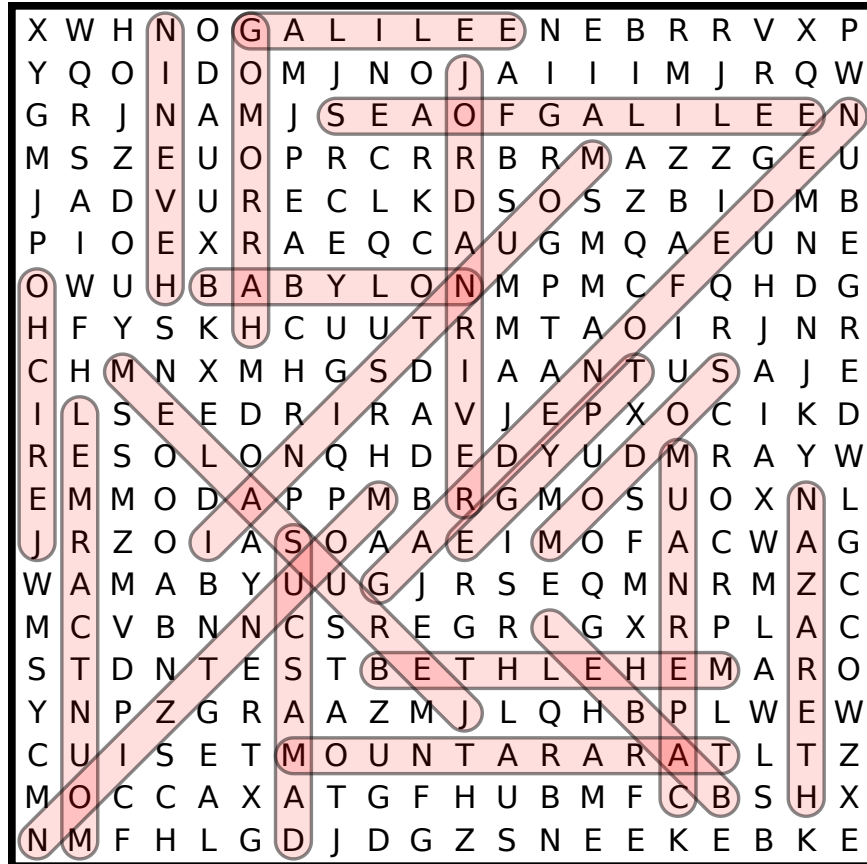 X W H N O G A L I L E E N E B R R V X P
Y Q O I D O M J N O J A I I I M J R Q W
G R J N A M J S E A O F G A L I L E E N
M S Z E U O P R C R R B R M A Z Z G E U
J A D V U R E C L K D S O S Z B I D M B
P I O E X R A E Q C A U G M Q A E U N E
O W U H B A B Y L O N M P M C F Q H D G
H F Y S K H C U U T R M T A O I R J N R
C H M N X M H G S D I A A N T U S A J E
I L S E E D R I R A V J E P X O C I K D
R E S O L O N Q H D E D Y U D M R A Y W
E M M O D A P P M B R G M O S U O X N L
J R Z O I A S O A A E I M O F A C W A G
W A M A B Y U U G J R S E Q M N R M Z C
M C V B N N C S R E G R L G X R P L A C
S T D N T E S T B E T H L E H E M A R O
Y N P Z G R A A Z M J L Q H B P L W E W
C U I S E T M O U N T A R A R A T L T Z
M O C C A X A T G F H U B M F C B S H X
N M F H L G D J D G Z S N E E K E B K E